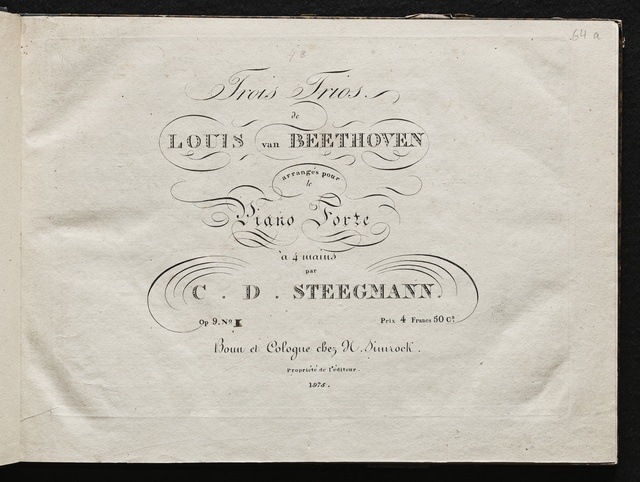 64 a
Trois Trios.
de
LOUIS van BEETHOVEN
arrangés pour
le
Piano Forte
à 4 mains
par
C. D. STEEGMANN.
Op 9. No I Prix 4 Francs 50 Cs
Bonn et Cologne chez N. Simrock.
Propriété de l'éditeur.
1975.